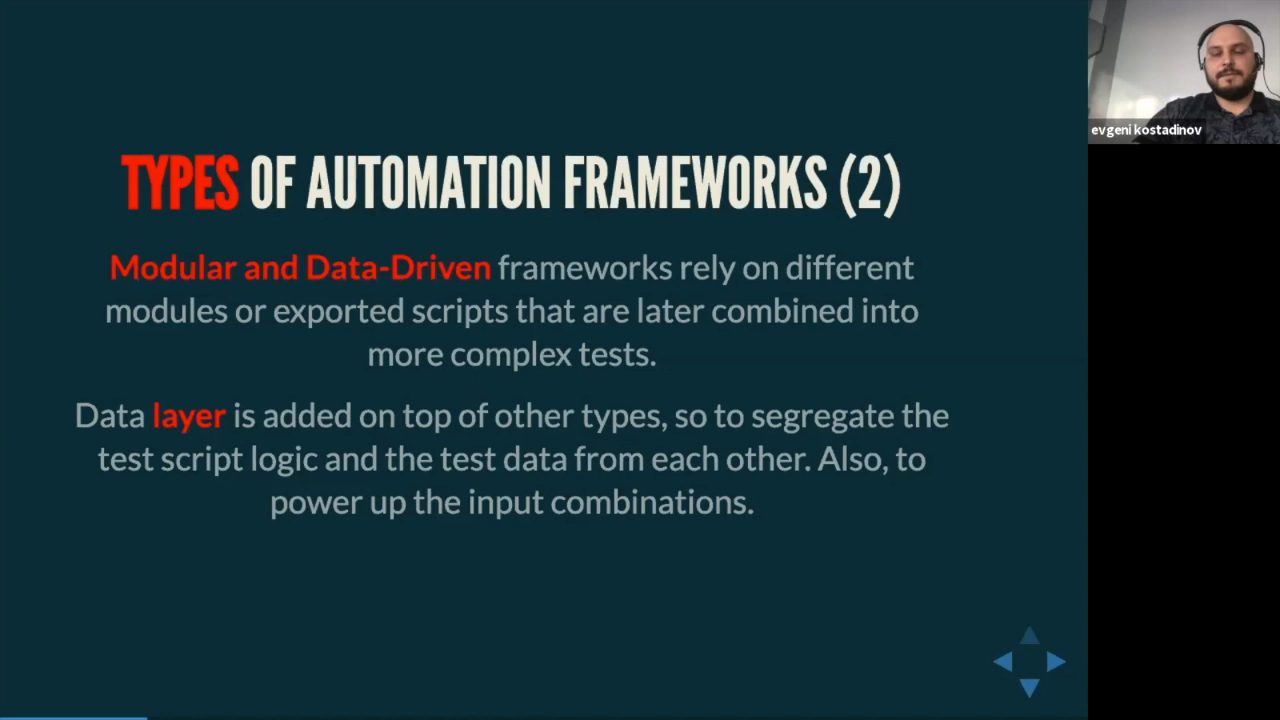 TYPES OF AUTOMATION FRAMEWORKS (2)
Modular and Data-Driven frameworks rely on different
modules or exported scripts that are later combined into
more complex tests.
Data layer is added on top of other types, so to segregate the
test script logic and the test data from each other. Also, to
power up the input combinations.
evgeni kostadinov